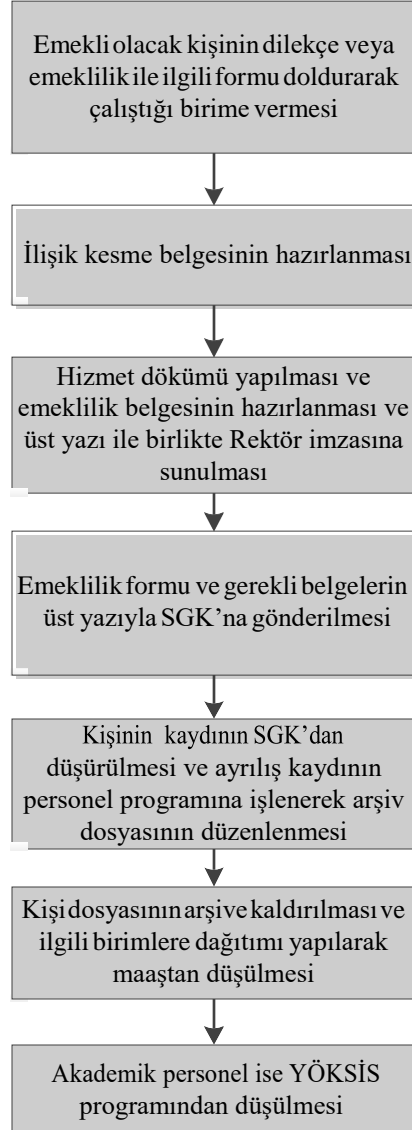 Emekli olacak kişinin dilekçe veya
emeklilik ile ilgili formu doldurarak
çalıştığı birime vermesi
İlişik kesme belgesinin hazırlanması
Hizmet dökümü yapılması ve
emeklilik belgesinin hazırlanması ve
üst yazı ile birlikte Rektör imzasına
sunulması
Emeklilik formu ve gerekli belgelerin
üst yazıyla SGK’na gönderilmesi
Kişinin kaydının SGK’dan
düşürülmesi ve ayrılış kaydının
personel programına işlenerek arşiv
dosyasının düzenlenmesi
Kişi dosyasının arşive kaldırılması ve
ilgili birimlere dağıtımı yapılarak
maaştan düşülmesi
Akademik personel ise YÖKSİS
programından düşülmesi